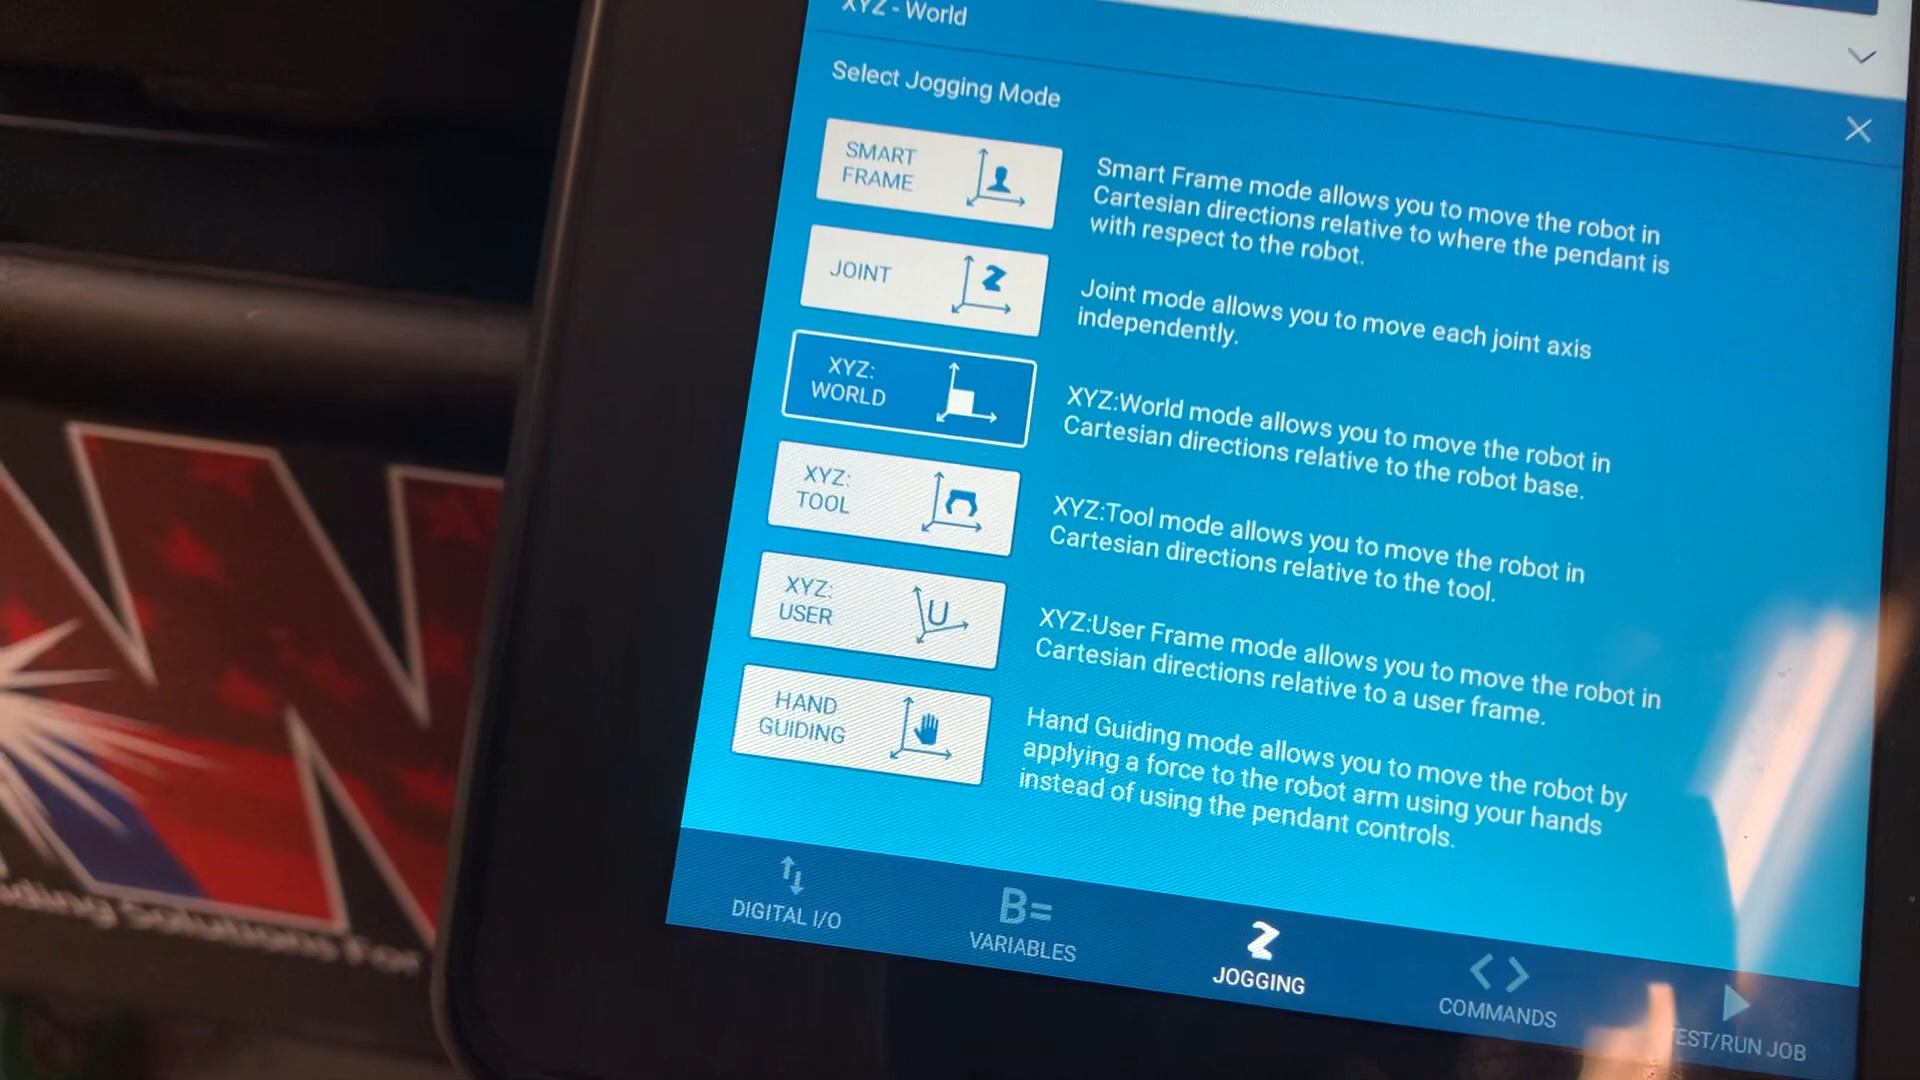 XYZ - World
Select Jogging Mode
SMART
FRAME
Smart Frame mode allows you to move the robot in
Cartesian directions relative to where the pendant is
with respect to the robot.
JOINT
Joint mode allows you to move each joint axis
independently.
XYZ:
WORLD
XYZ:World mode allows you to move the robot in
Cartesian directions relative to the robot base.
XYZ:
TOOL
XYZ:Tool mode allows you to move the robot in
Cartesian directions relative to the tool.
XYZ:
USER
U
XYZ:User Frame mode allows you to move the robot in
Cartesian directions relative to a user frame.
HAND
GUIDING
Hand Guiding mode allows you to move the robot by
applying a force to the robot arm using your hands
instead of using the pendant controls.
DIGITAL I/O
B=
VARIABLES
JOGGING
COMMANDS
EST/RUN JOB
Solutions For